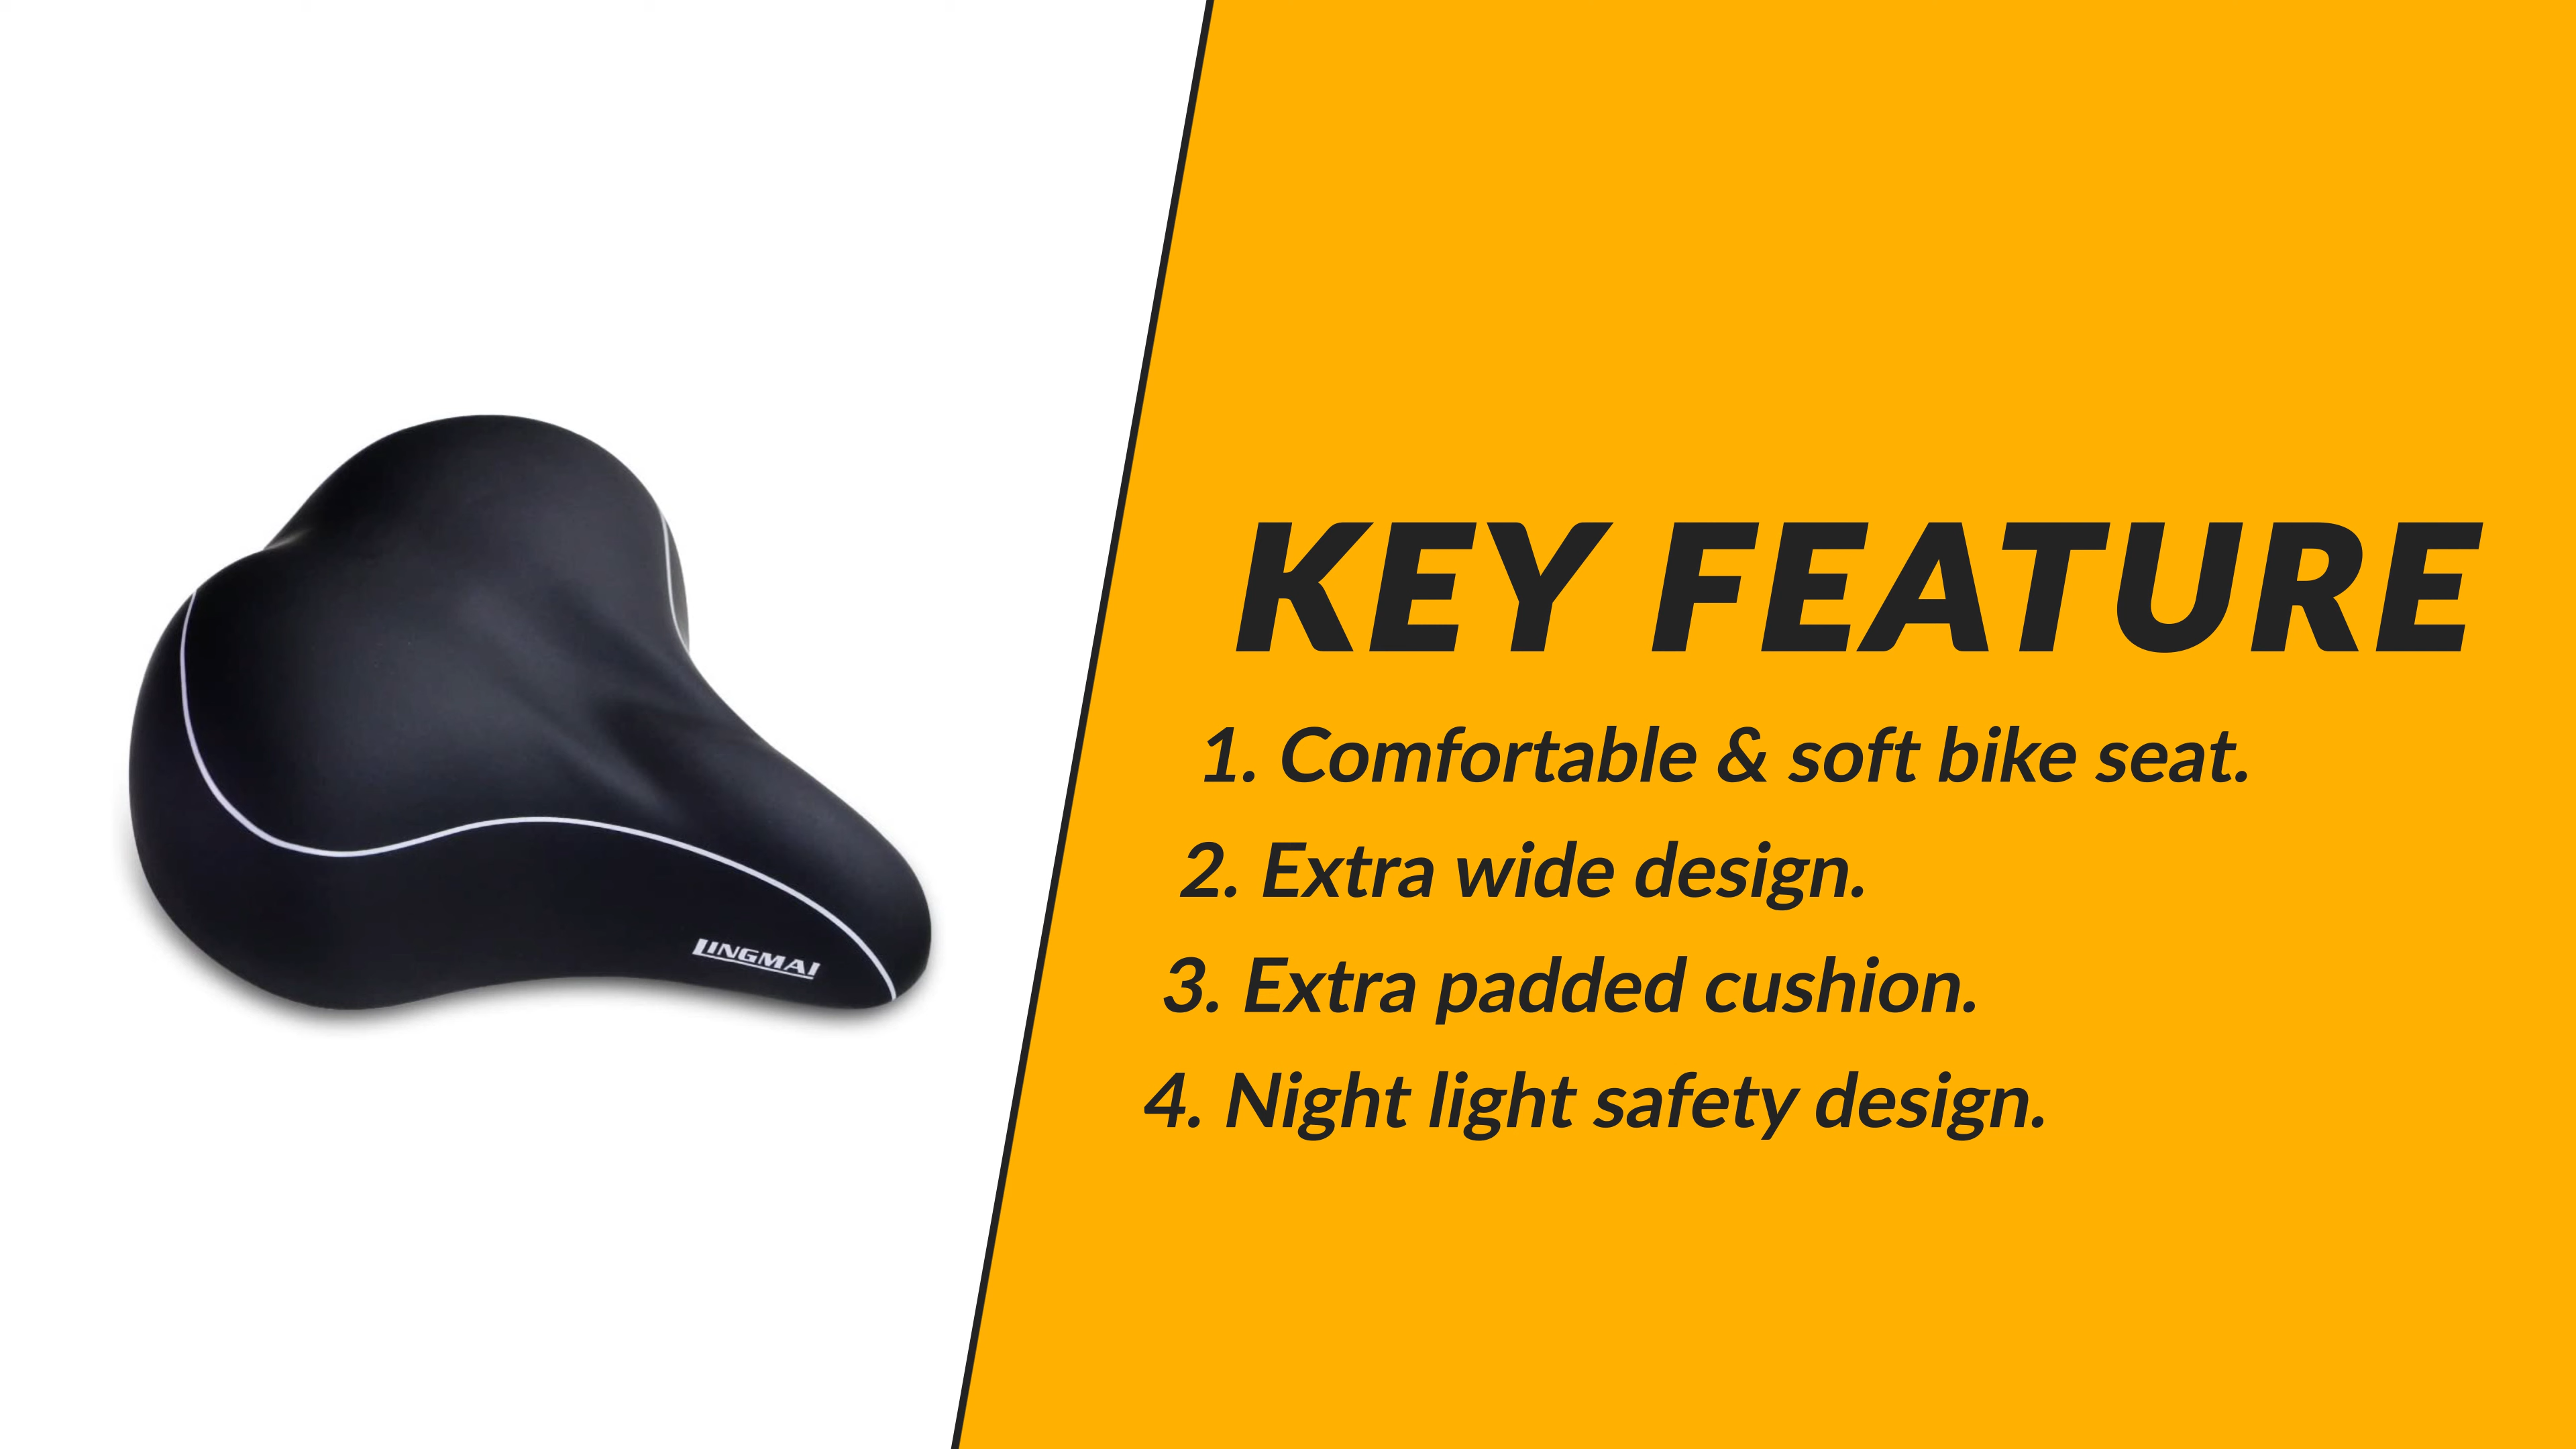 KEY FEATURE
1. Comfortable & soft bike seat.
2. Extra wide design.
3. Extra padded cushion.
4. Night light safety design.
LINGMAI